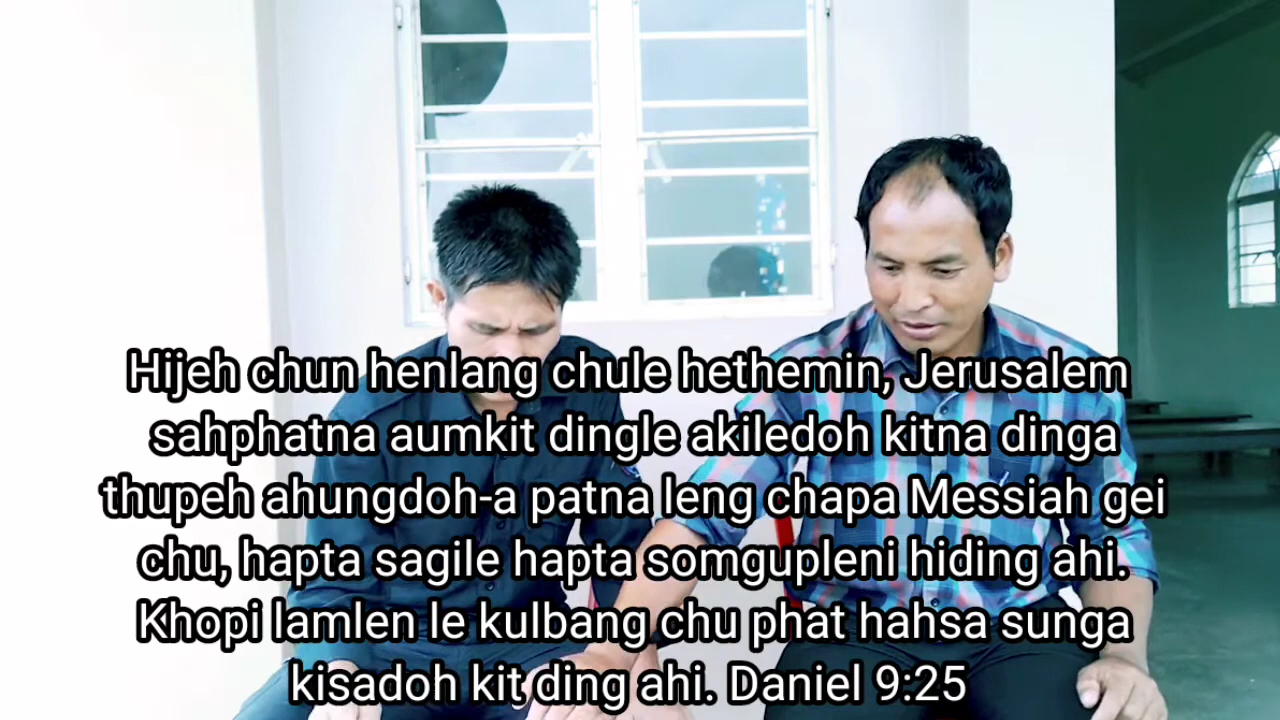 Hijeh chun henlang chule hethemin, Jerusalem
sahphatna aumkit dingle akiledoh kitna dinga
thupeh ahungdoh-a patna leng chapa Messiah gei
chu, hapta sagile hapta somgupleni hiding ahi.
Khopi lamlen le kulbang chu phat hahsa sunga
kisadoh kit ding ahi. Daniel 9:25